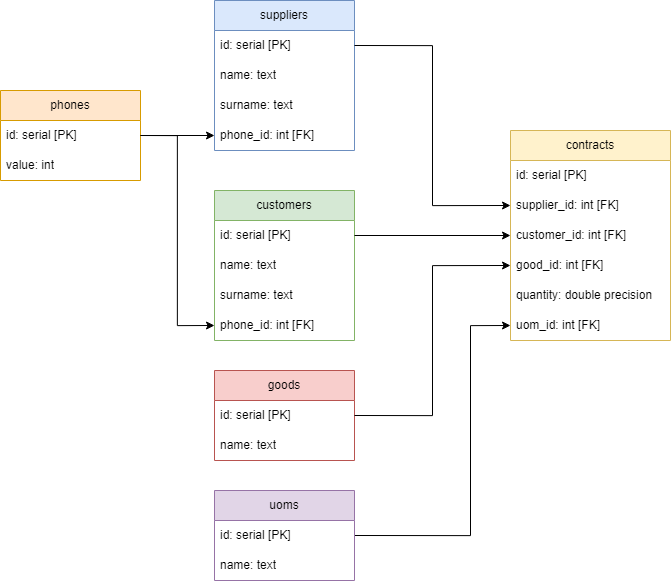 suppliers
id: serial [PK]
name: text
surname: text
phone_id: int [FK]
phones
id: serial [PK]
value: int
customers
id: serial [PK]
name: text
surname: text
phone_id: int [FK]
goods
id: serial [PK]
name: text
uoms
id: serial [PK]
name: text
contracts
id: serial [PK]
supplier_id: int [FK]
customer_id: int [FK]
good_id: int [FK]
quantity: double precision
uom_id: int [FK]